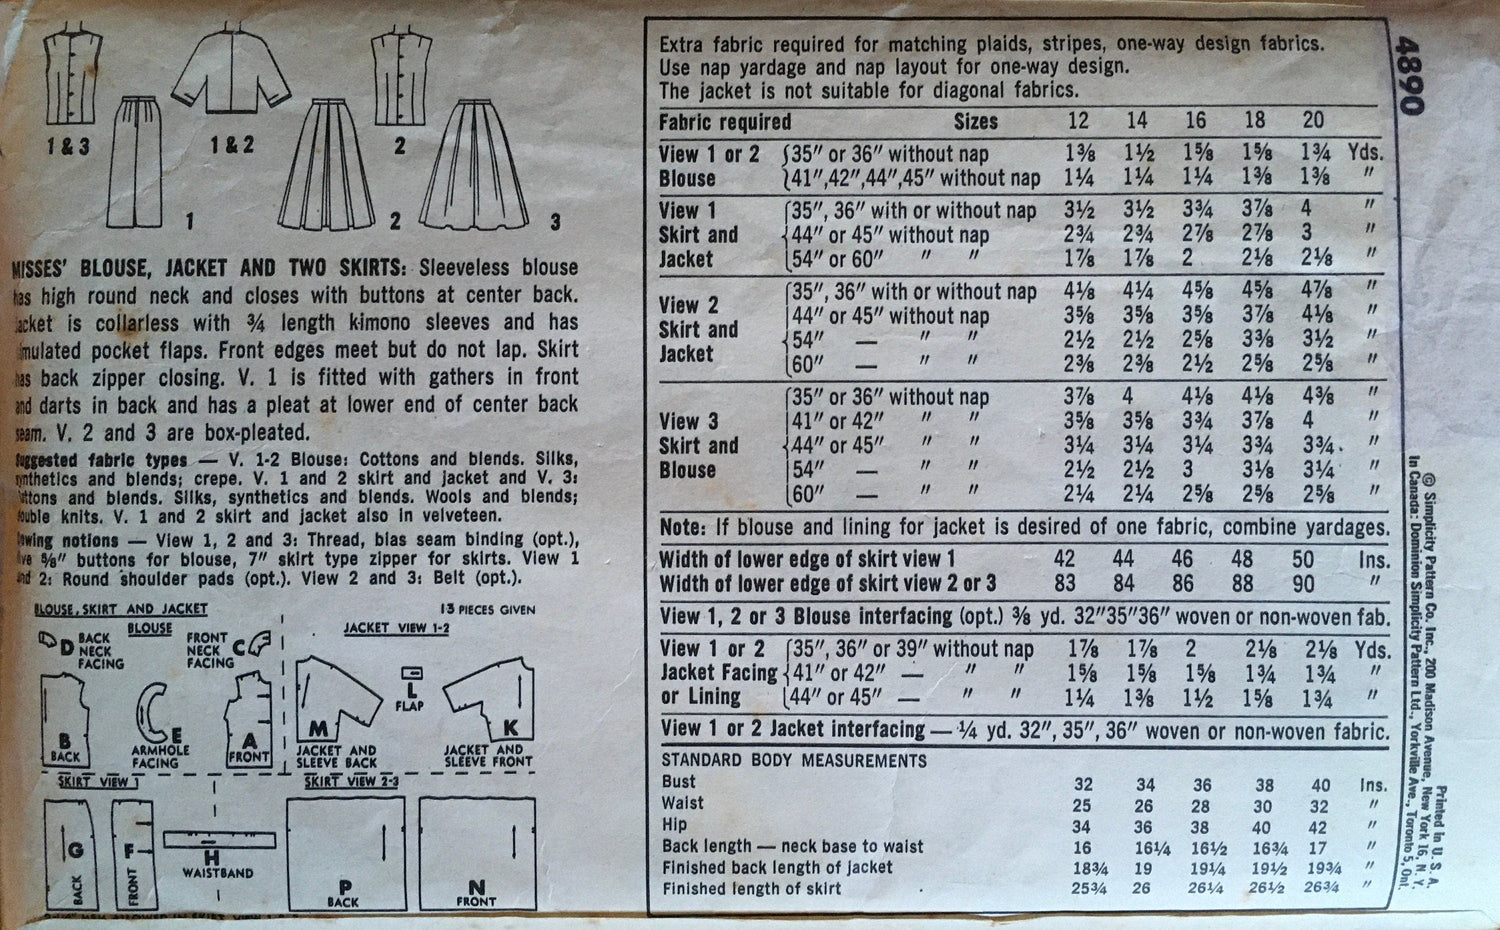 1 & 3
1 & 2
2
1
2
3
MISSES' BLOUSE, JACKET AND TWO SKIRTS: Sleeveless blouse
has high round neck and closes with buttons at center back.
Jacket is collarless with ¾ length kimono sleeves and has
simulated pocket flaps. Front edges meet but do not lap. Skirt
has back zipper closing. V. 1 is fitted with gathers in front
and darts in back and has a pleat at lower end of center back
seam. V. 2 and 3 are box-pleated.
Suggested fabric types — V. 1-2 Blouse: Cottons and blends. Silks,
synthetics and blends; crepe. V. 1 and 2 skirt and jacket and V. 3:
Cottons and blends. Silks, synthetics and blends. Wools and blends;
double knits. V. 1 and 2 skirt and jacket also in velveteen.
Sewing notions — View 1, 2 and 3: Thread, bias seam binding (opt.),
five ⅝" buttons for blouse, 7" skirt type zipper for skirts. View 1
and 2: Round shoulder pads (opt.). View 2 and 3: Belt (opt.).
BLOUSE, SKIRT AND JACKET 13 PIECES GIVEN
BLOUSE
JACKET VIEW 1-2
D BACK NECK FACING
FRONT NECK FACING C
B BACK
E ARMHOLE FACING
A FRONT
M JACKET AND SLEEVE BACK
L FLAP
K JACKET AND SLEEVE FRONT
SKIRT VIEW 1
SKIRT VIEW 2-3
G BACK
F FRONT
H WAISTBAND
P BACK
N FRONT
Extra fabric required for matching plaids, stripes, one-way design fabrics.
Use nap yardage and nap layout for one-way design.
The jacket is not suitable for diagonal fabrics.
Fabric required Sizes 12 14 16 18 20
View 1 or 2 35" or 36" without nap 1⅜ 1½ 1⅝ 1⅝ 1¾ Yds.
Blouse 41",42",44",45" without nap 1¼ 1¼ 1¼ 1⅜ 1⅜ "
View 1 35", 36" with or without nap 3½ 3½ 3¾ 3⅞ 4 "
Skirt and 44" or 45" without nap 2¾ 2¾ 2⅞ 2⅞ 3 "
Jacket 54" or 60" " " 1⅞ 1⅞ 2 2⅛ 2⅛ "
View 2 35", 36" with or without nap 4⅛ 4¼ 4⅝ 4⅝ 4⅞ "
Skirt and 44" or 45" without nap 3⅝ 3⅝ 3⅝ 3⅞ 4⅛ "
Jacket 54" — " " 2½ 2½ 2⅝ 3⅜ 3½ "
60" — " " 2⅜ 2⅜ 2½ 2⅝ 2⅝ "
35" or 36" without nap 3⅞ 4 4⅛ 4⅛ 4⅜ "
View 3 41" or 42" " " 3⅝ 3⅝ 3¾ 3⅞ 4 "
Skirt and 44" or 45" " " 3¼ 3¼ 3¼ 3¾ 3¾ "
Blouse 54" — " " 2½ 2½ 3 3⅛ 3¼ "
60" — " " 2¼ 2¼ 2⅝ 2⅝ 2⅝ "
Note: If blouse and lining for jacket is desired of one fabric, combine yardages.
Width of lower edge of skirt view 1 42 44 46 48 50 Ins.
Width of lower edge of skirt view 2 or 3 83 84 86 88 90 "
View 1, 2 or 3 Blouse interfacing (opt.) ⅜ yd. 32"35"36" woven or non-woven fab.
View 1 or 2 35", 36" or 39" without nap 1⅞ 1⅞ 2 2⅛ 2⅛ Yds.
Jacket Facing 41" or 42" — " " 1⅝ 1⅝ 1⅝ 1¾ 1¾ "
or Lining 44" or 45" — " " 1¼ 1⅜ 1½ 1⅝ 1¾ "
View 1 or 2 Jacket interfacing — ¼ yd. 32", 35", 36" woven or non-woven fabric.
STANDARD BODY MEASUREMENTS
Bust 32 34 36 38 40 Ins.
Waist 25 26 28 30 32 "
Hip 34 36 38 40 42 "
Back length — neck base to waist 16 16¼ 16½ 16¾ 17 "
Finished back length of jacket 18¾ 19 19¼ 19½ 19¾ "
Finished length of skirt 25¾ 26 26¼ 26½ 26¾ "
4890
© Simplicity Pattern Co. Inc., 200 Madison Avenue, New York 16, N. Y.
In Canada: Dominion Simplicity Pattern Ltd., Yorkville Ave., Toronto 5, Ont.
Printed in U. S. A.